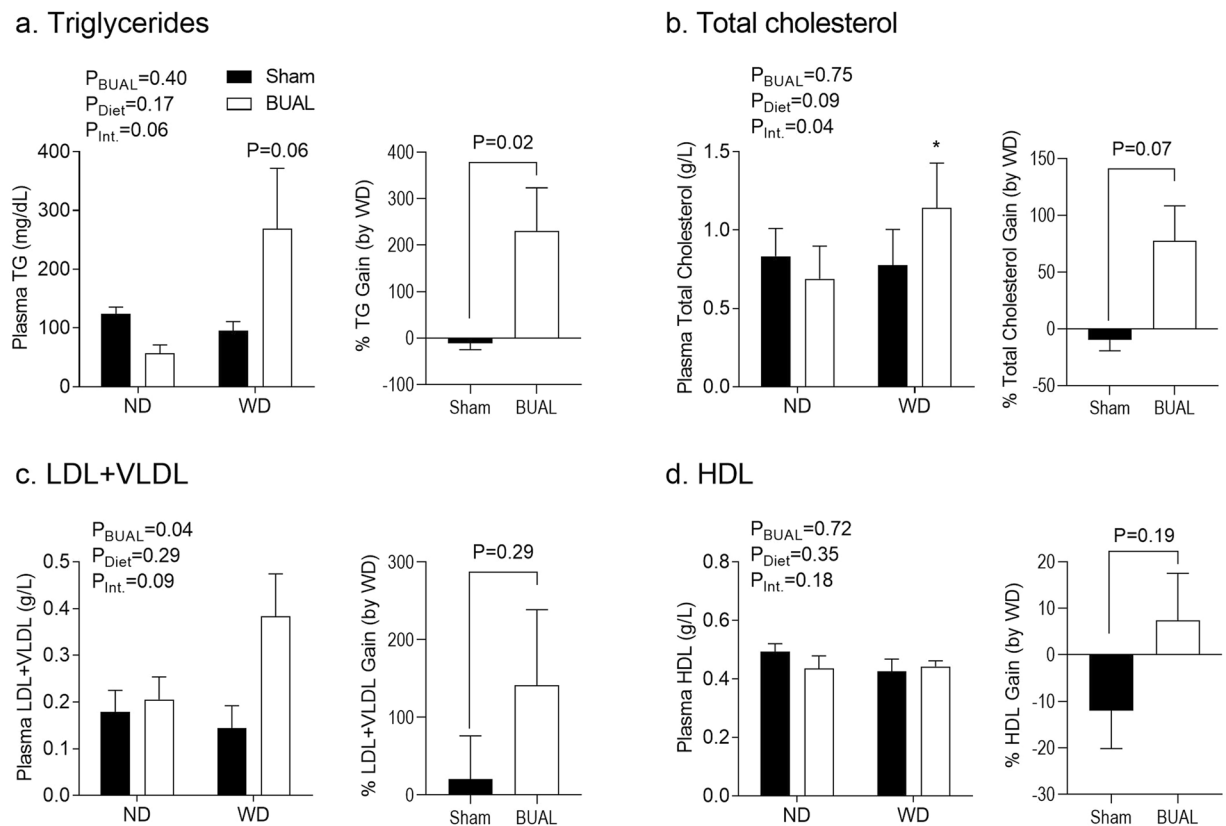 a. Triglycerides
P_BUAL=0.40
P_Diet=0.17
P_Int.=0.06
Sham
BUAL
P=0.06
Plasma TG (mg/dL)
400
300
200
100
0
ND
WD
P=0.02
% TG Gain (by WD)
400
300
200
100
0
-100
Sham
BUAL
b. Total cholesterol
P_BUAL=0.75
P_Diet=0.09
P_Int.=0.04
*
Plasma Total Cholesterol (g/L)
1.5
1.0
0.5
0.0
ND
WD
P=0.07
% Total Cholesterol Gain (by WD)
150
100
50
0
-50
Sham
BUAL
c. LDL+VLDL
P_BUAL=0.04
P_Diet=0.29
P_Int.=0.09
Plasma LDL+VLDL (g/L)
0.5
0.4
0.3
0.2
0.1
0.0
ND
WD
P=0.29
% LDL+VLDL Gain (by WD)
300
200
100
0
Sham
BUAL
d. HDL
P_BUAL=0.72
P_Diet=0.35
P_Int.=0.18
Plasma HDL (g/L)
0.8
0.6
0.4
0.2
0.0
ND
WD
P=0.19
% HDL Gain (by WD)
20
10
0
-10
-20
-30
Sham
BUAL